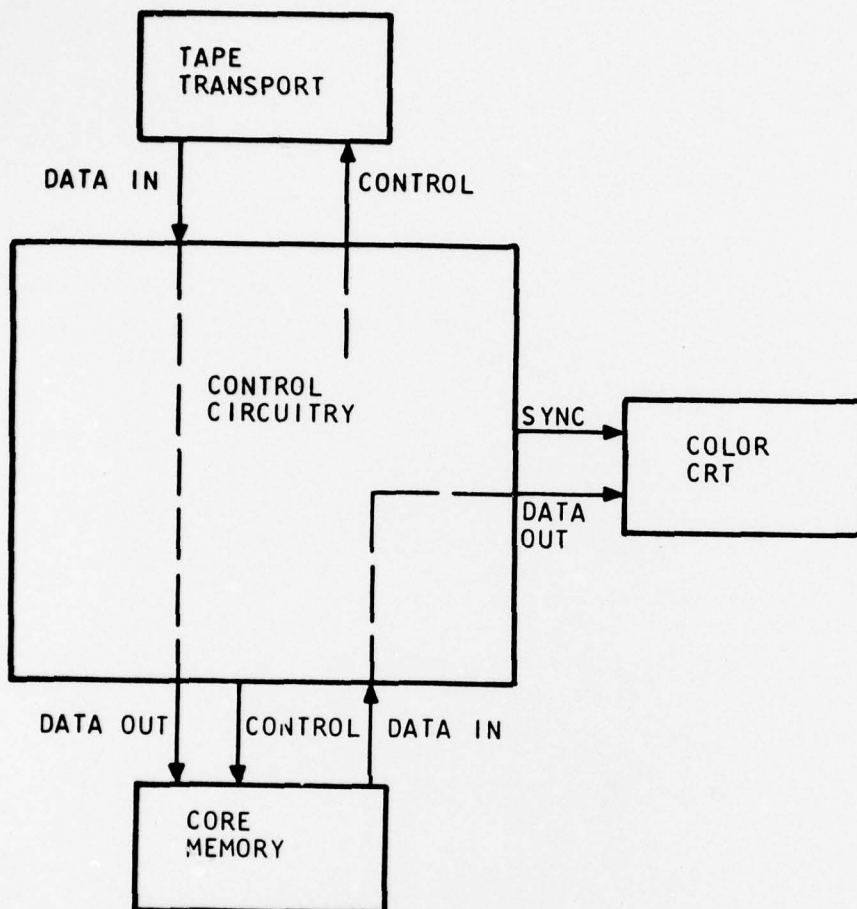 TAPE
TRANSPORT
DATA IN
CONTROL
CONTROL
CIRCUITRY
SYNC
COLOR
CRT
DATA
OUT
DATA OUT
CONTROL
DATA IN
CORE
MEMORY